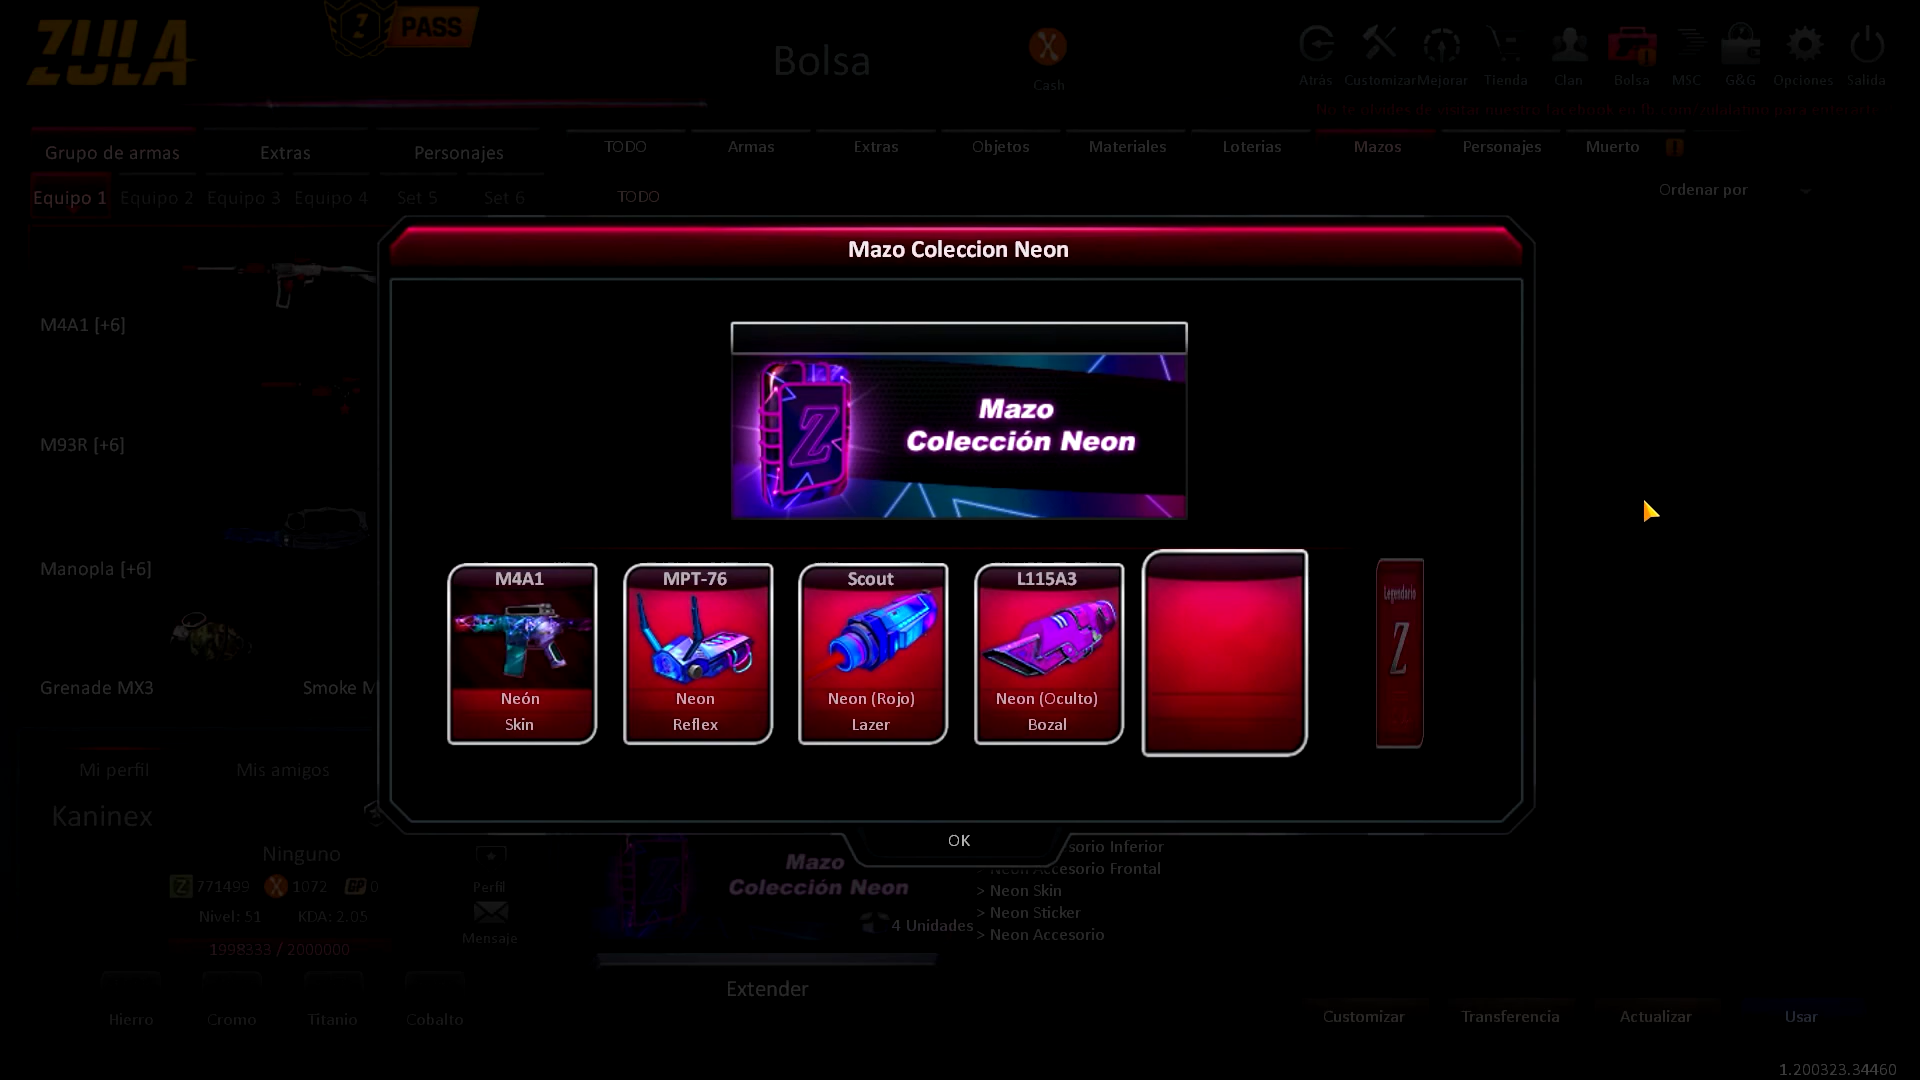 ZULA
PASS
Bolsa
Cash
Atrás
Customizar
Mejorar
Tienda
Clan
Bolsa
MSC
G&G
Opciones
Salida
Grupo de armas
Extras
Personajes
TODO
Armas
Extras
Objetos
Materiales
Loterias
Mazos
Personajes
Muerto
Equipo 1
Equipo 2
Equipo 3
Equipo 4
Set 5
Set 6
TODO
Ordenar por
Mazo Coleccion Neon
M4A1 [+6]
M93R [+6]
Manopla [+6]
Grenade MX3
Smoke M
Mazo
Colección Neon
M4A1
Neón
Skin
MPT-76
Neon
Reflex
Scout
Neon (Rojo)
Lazer
L115A3
Neon (Oculto)
Bozal
Legendario
Z
OK
Mi perfil
Mis amigos
Kaninex
Ninguno
771499
1072
GP 0
Nivel: 51
KDA: 2.05
1998333 / 2000000
Perfil
Mensaje
Hierro
Cromo
Titanio
Cobalto
Mazo
Colección Neon
4 Unidades
sorio Inferior
> Neon Accesorio Frontal
> Neon Skin
> Neon Sticker
> Neon Accesorio
Extender
Customizar
Transferencia
Actualizar
Usar
1.200323.34460